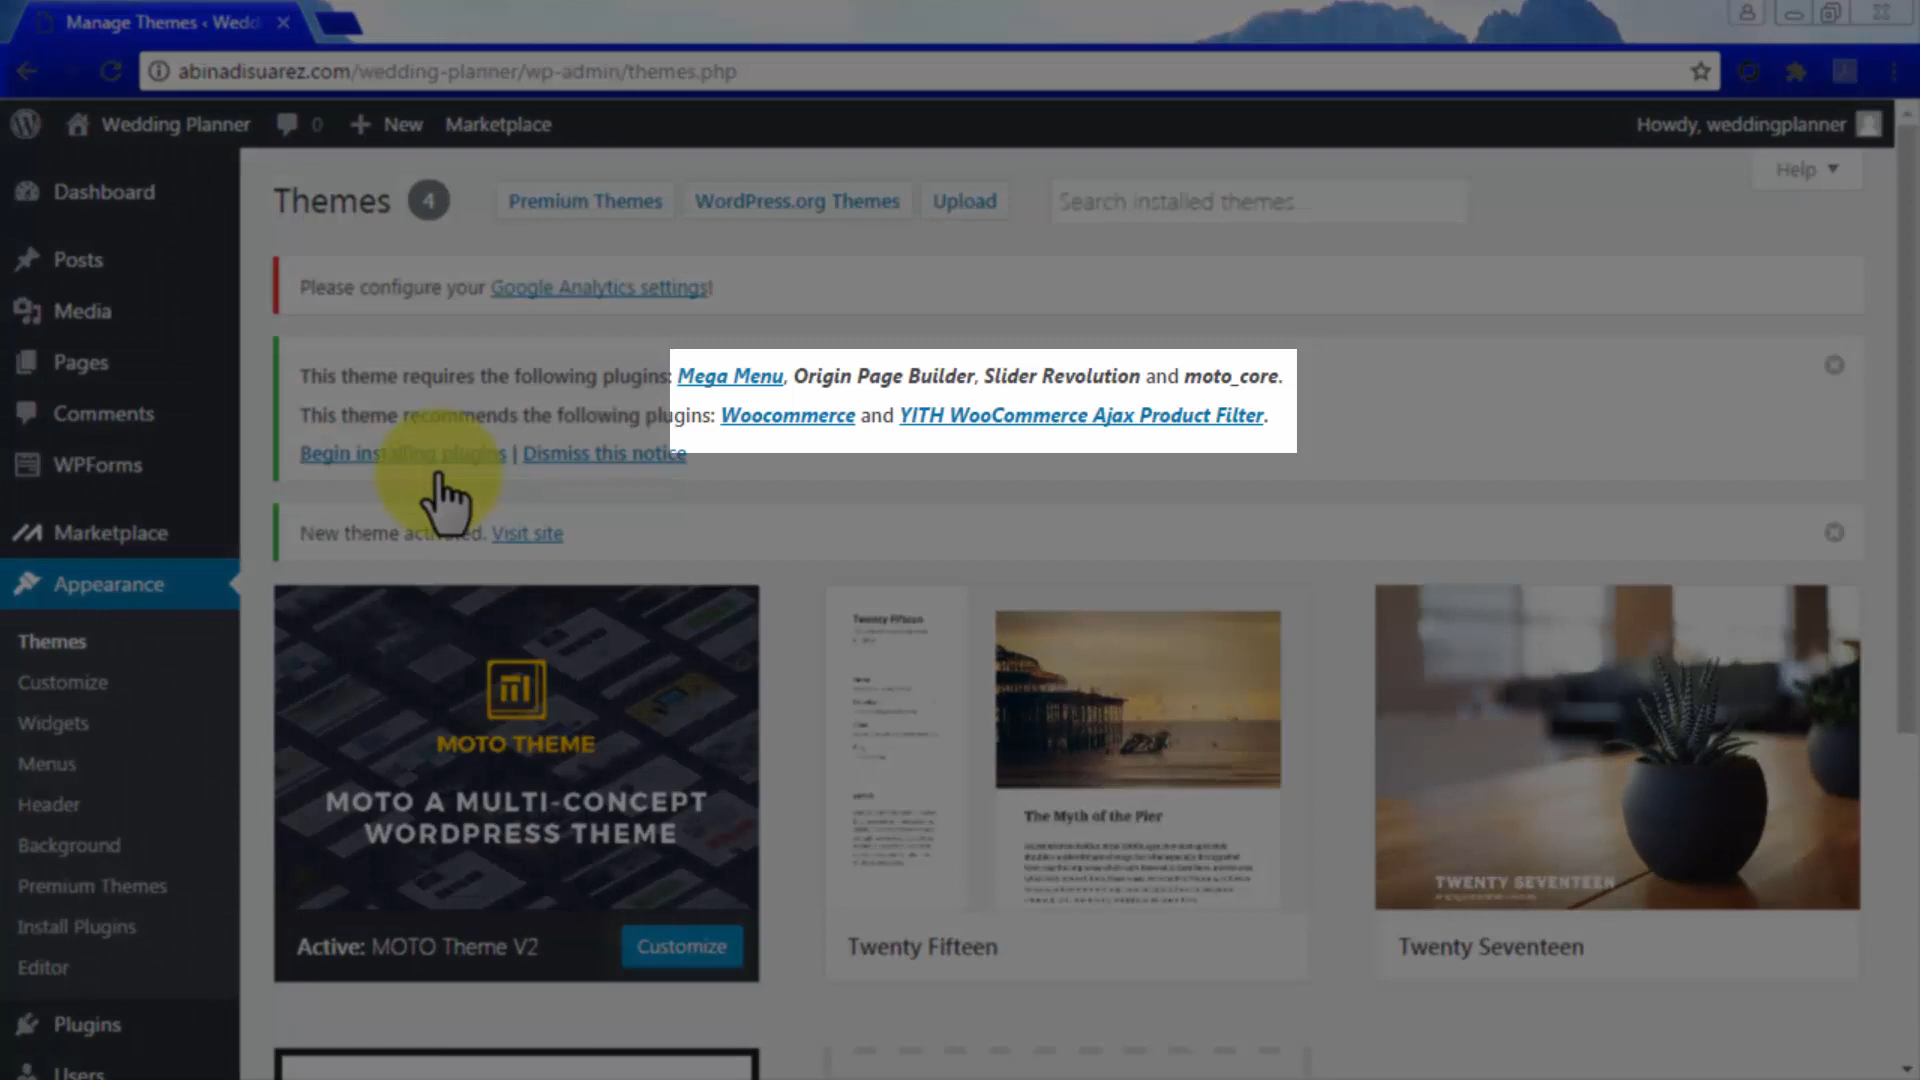 Manage Themes ‹ Wedd
abinadisuarez.com/wedding-planner/wp-admin/themes.php
Wedding Planner 0 New Marketplace
Howdy, weddingplanner
Help
Dashboard
Posts
Media
Pages
Comments
WPForms
Marketplace
Appearance
Themes
Customize
Widgets
Menus
Header
Background
Premium Themes
Install Plugins
Editor
Plugins
Users
Themes 4 Premium Themes WordPress.org Themes Upload Search installed themes...
Please configure your Google Analytics settings!
This theme requires the following plugins: Mega Menu, Origin Page Builder, Slider Revolution and moto_core.
This theme recommends the following plugins: Woocommerce and YITH WooCommerce Ajax Product Filter.
Begin installing plugins | Dismiss this notice
New theme activated. Visit site
MOTO THEME
MOTO A MULTI-CONCEPT
WORDPRESS THEME
Active: MOTO Theme V2 Customize
Twenty Fifteen
The Myth of the Pier
Twenty Fifteen
TWENTY SEVENTEEN
Twenty Seventeen